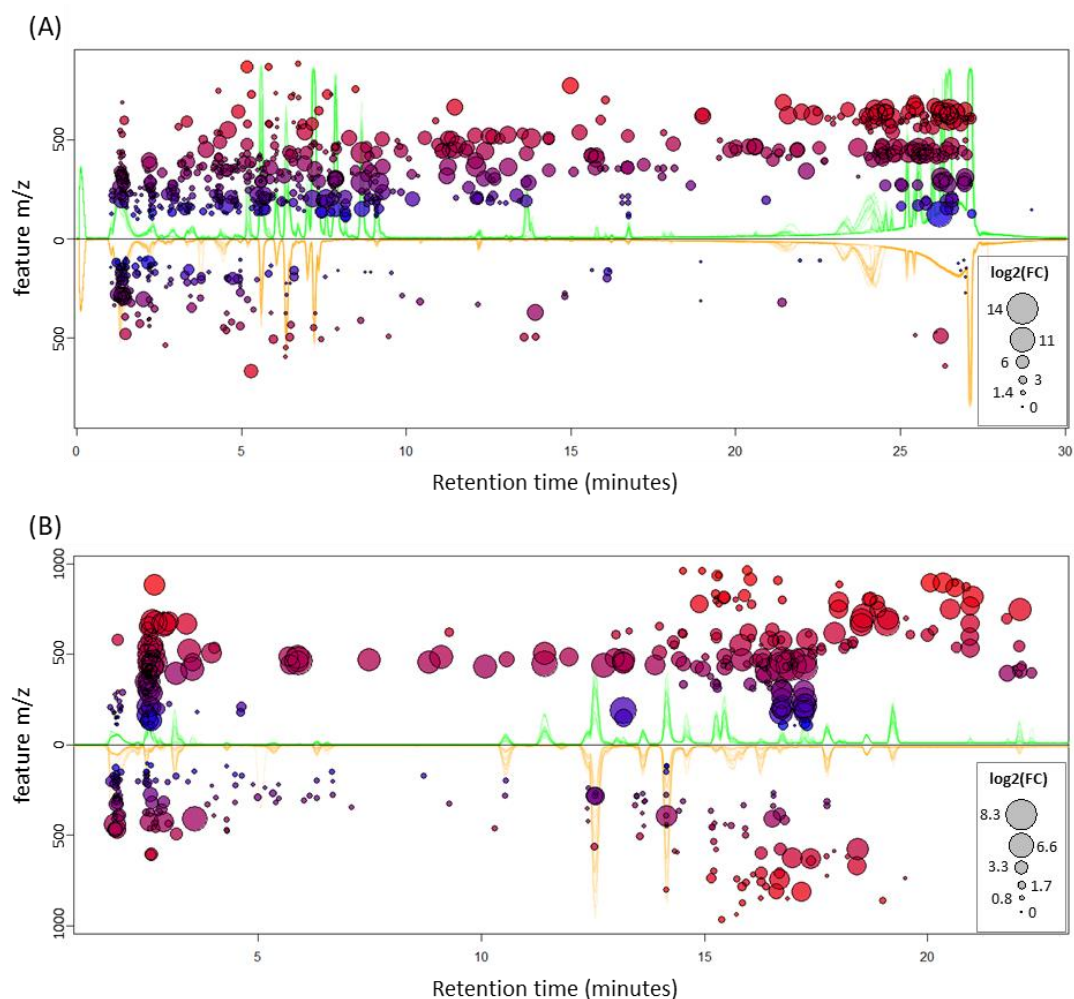 (A)
feature m/z
500
0
500
log2(FC)
14
11
6
3
1.4
0
0 5 10 15 20 25 30
Retention time (minutes)
(B)
feature m/z
1000
500
0
500
1000
log2(FC)
8.3
6.6
3.3
1.7
0.8
0
5 10 15 20
Retention time (minutes)